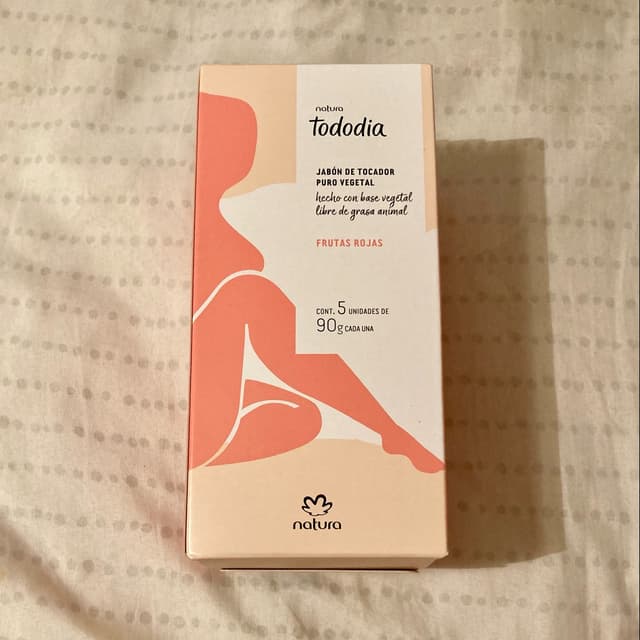 natura
tododia
JABÓN DE TOCADOR
PURO VEGETAL
hecho con base vegetal
libre de grasa animal
FRUTAS ROJAS
CONT. 5 UNIDADES DE
90g CADA UNA
natura